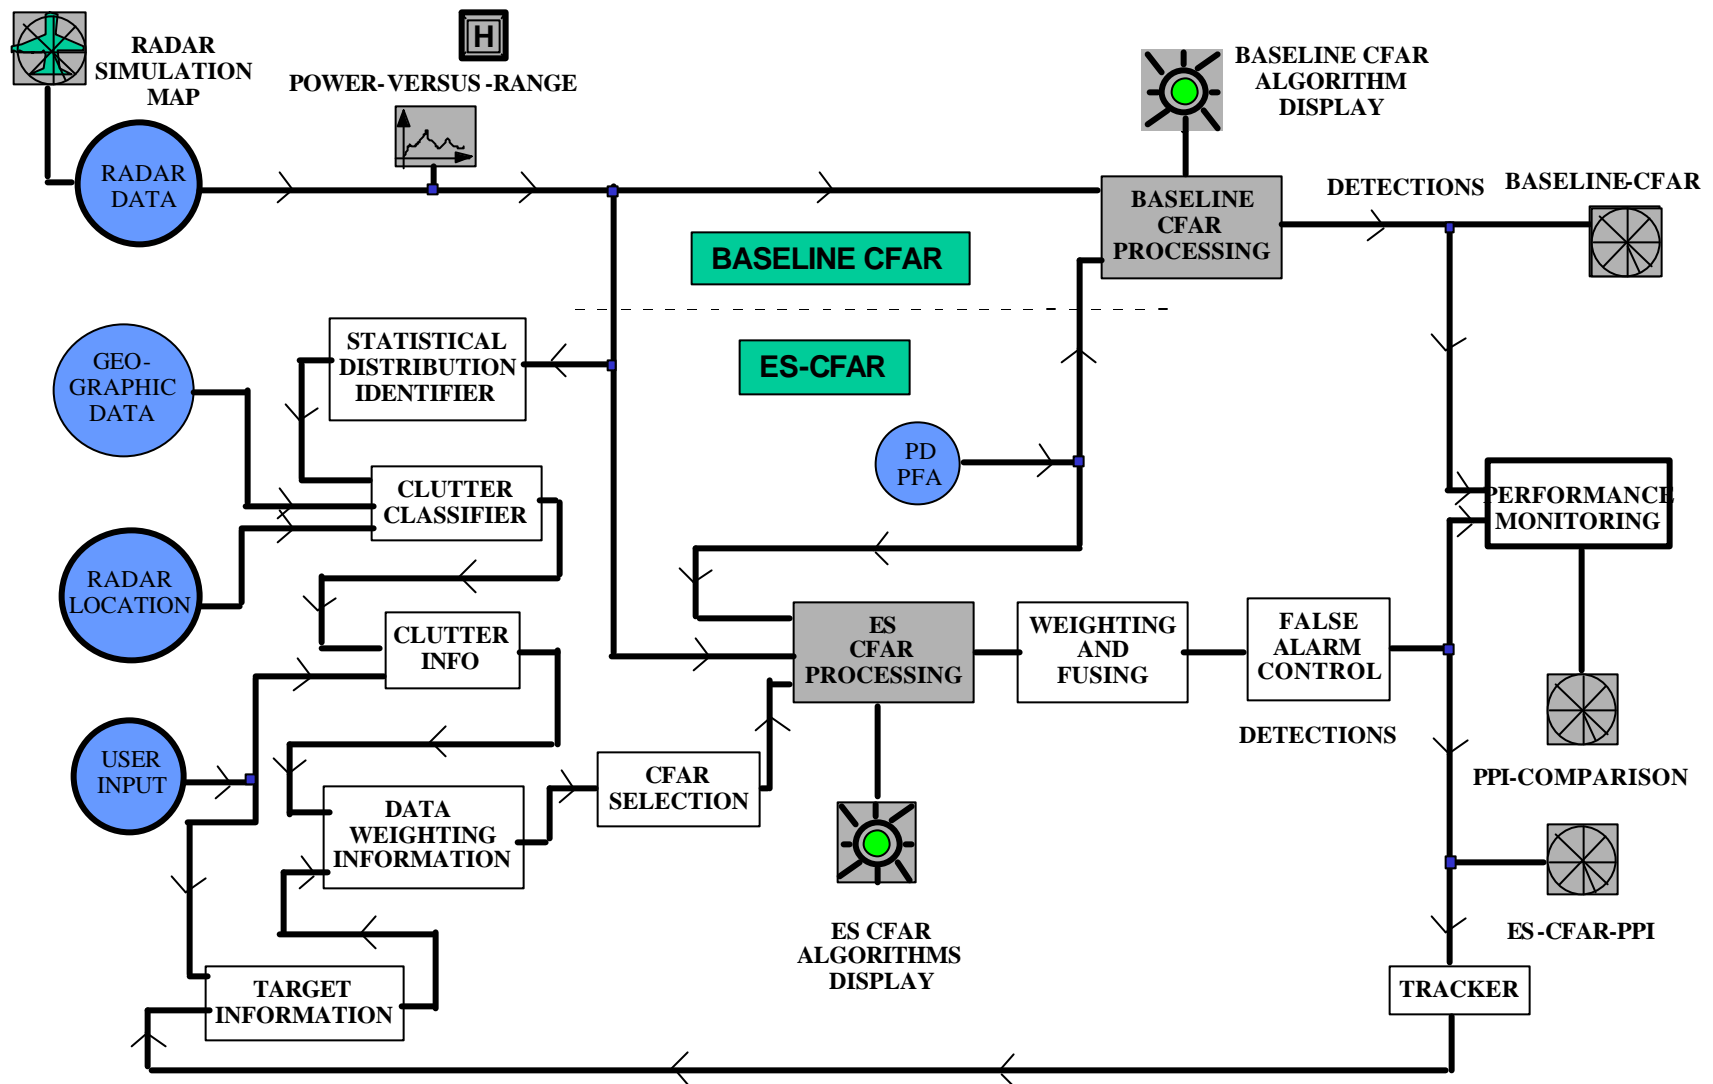 RADAR
SIMULATION
MAP
H
POWER-VERSUS-RANGE
BASELINE CFAR
ALGORITHM
DISPLAY
RADAR
DATA
BASELINE
CFAR
PROCESSING
DETECTIONS
BASELINE-CFAR
BASELINE CFAR
ES-CFAR
STATISTICAL
DISTRIBUTION
IDENTIFIER
GEO-
GRAPHIC
DATA
PD
PFA
CLUTTER
CLASSIFIER
PERFORMANCE
MONITORING
RADAR
LOCATION
CLUTTER
INFO
ES
CFAR
PROCESSING
WEIGHTING
AND
FUSING
FALSE
ALARM
CONTROL
DETECTIONS
PPI-COMPARISON
USER
INPUT
CFAR
SELECTION
DATA
WEIGHTING
INFORMATION
ES CFAR
ALGORITHMS
DISPLAY
ES-CFAR-PPI
TARGET
INFORMATION
TRACKER